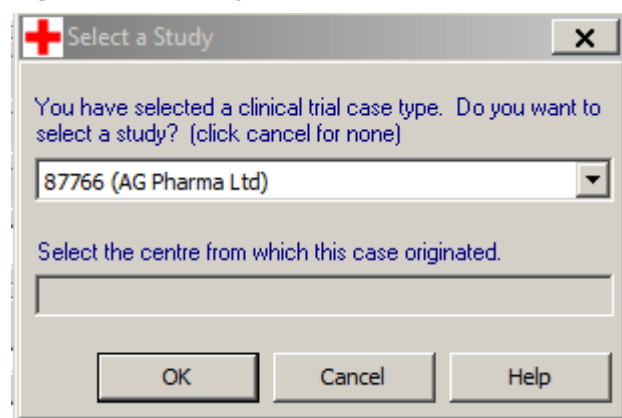 Select a Study
You have selected a clinical trial case type. Do you want to
select a study? (click cancel for none)
87766 (AG Pharma Ltd)
Select the centre from which this case originated.
OK Cancel Help